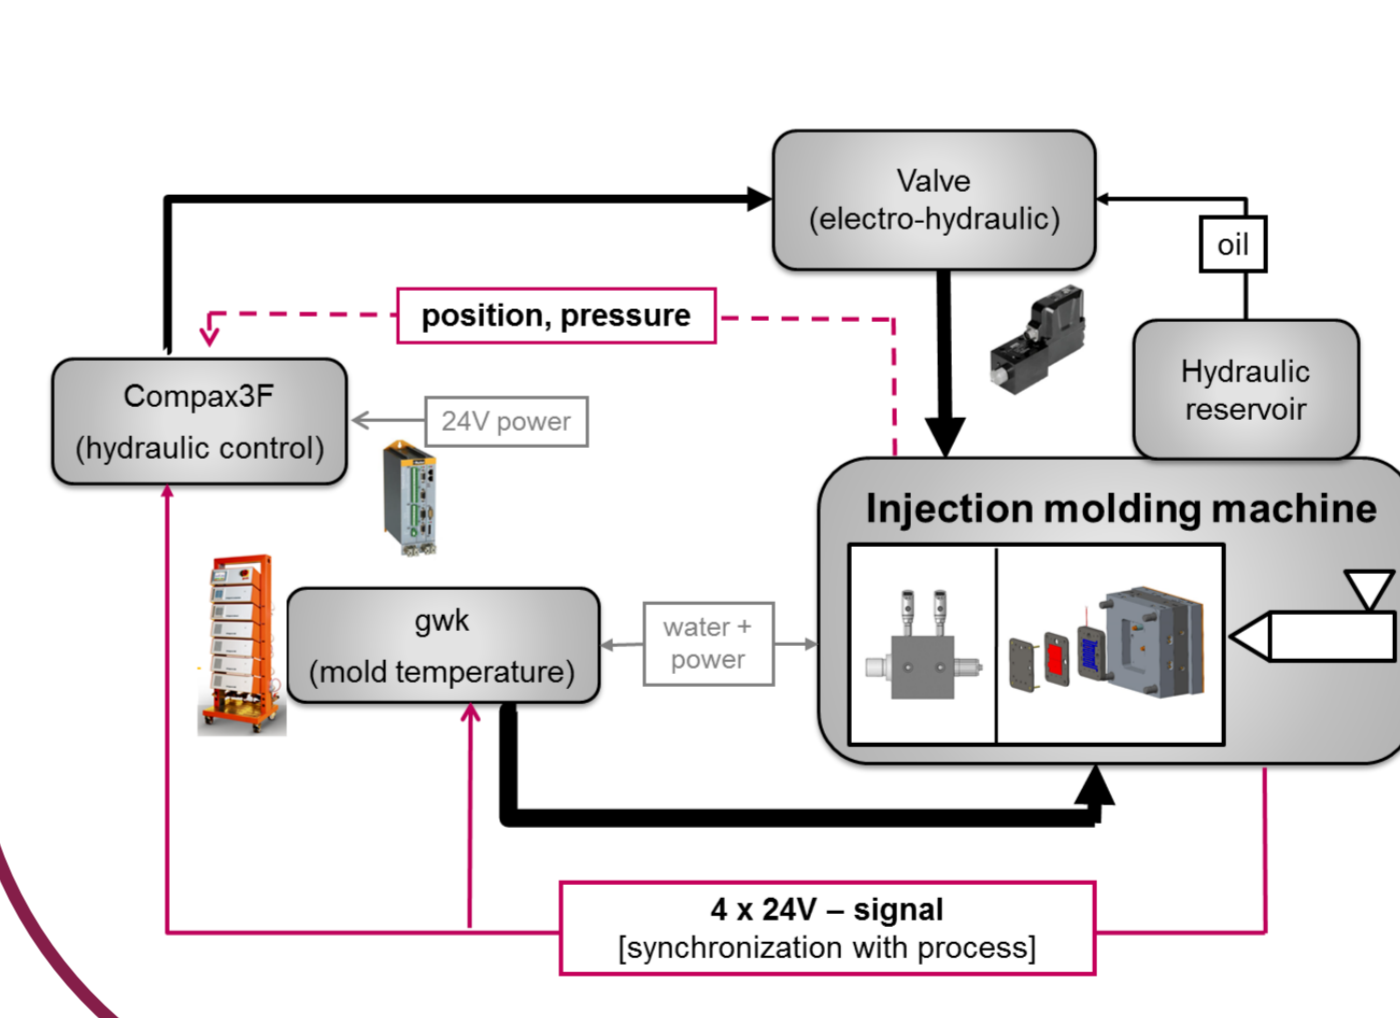 Valve
(electro-hydraulic)
oil
position, pressure
Compax3F
(hydraulic control)
24V power
Hydraulic
reservoir
Injection molding machine
gwk
(mold temperature)
water +
power
4 x 24V – signal
[synchronization with process]